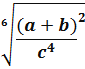 ⁶√((a + b)²/c⁴)